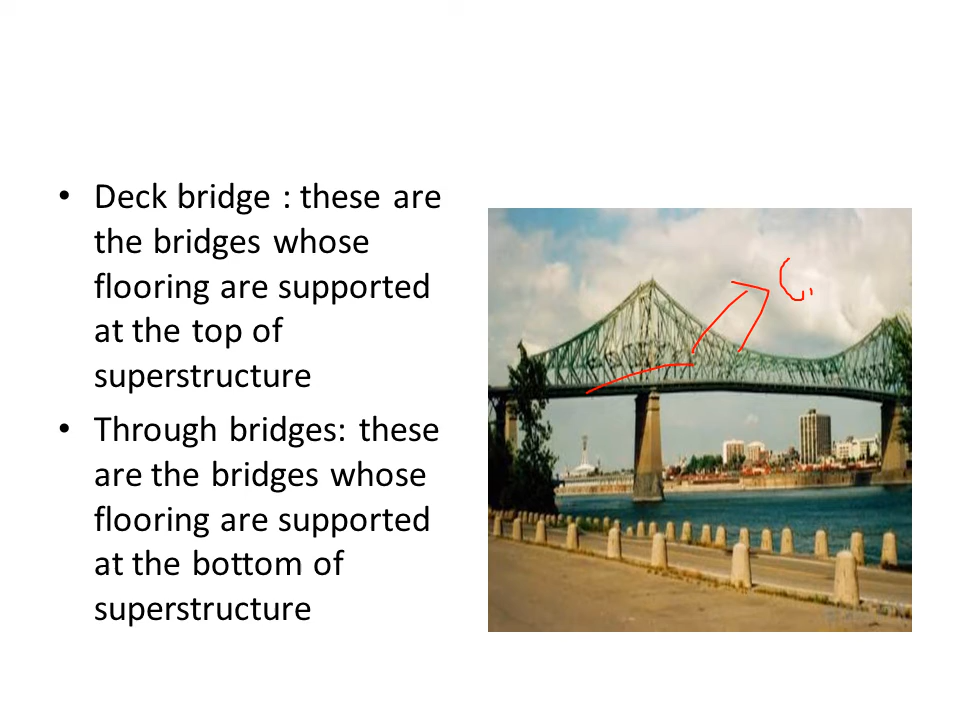 • Deck bridge : these are
the bridges whose
flooring are supported
at the top of
superstructure
• Through bridges: these
are the bridges whose
flooring are supported
at the bottom of
superstructure